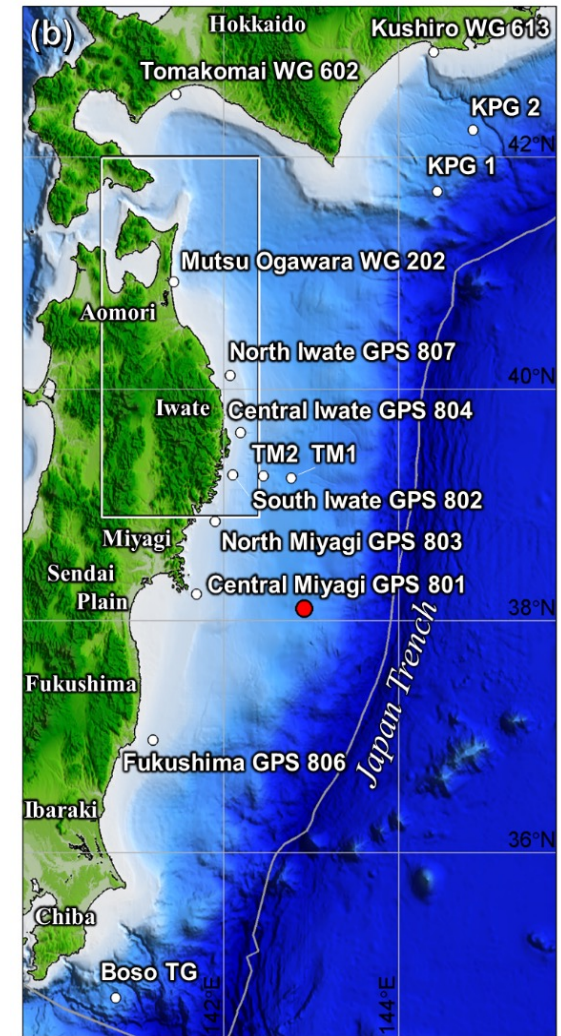 (b)
Hokkaido
Kushiro WG 613
Tomakomai WG 602
KPG 2
42°N
KPG 1
Mutsu Ogawara WG 202
Aomori
North Iwate GPS 807
40°N
Iwate
Central Iwate GPS 804
TM2 TM1
South Iwate GPS 802
Miyagi
North Miyagi GPS 803
Sendai
Plain
Central Miyagi GPS 801
38°N
Japan Trench
Fukushima
Fukushima GPS 806
Ibaraki
36°N
Chiba
Boso TG
142°E
144°E